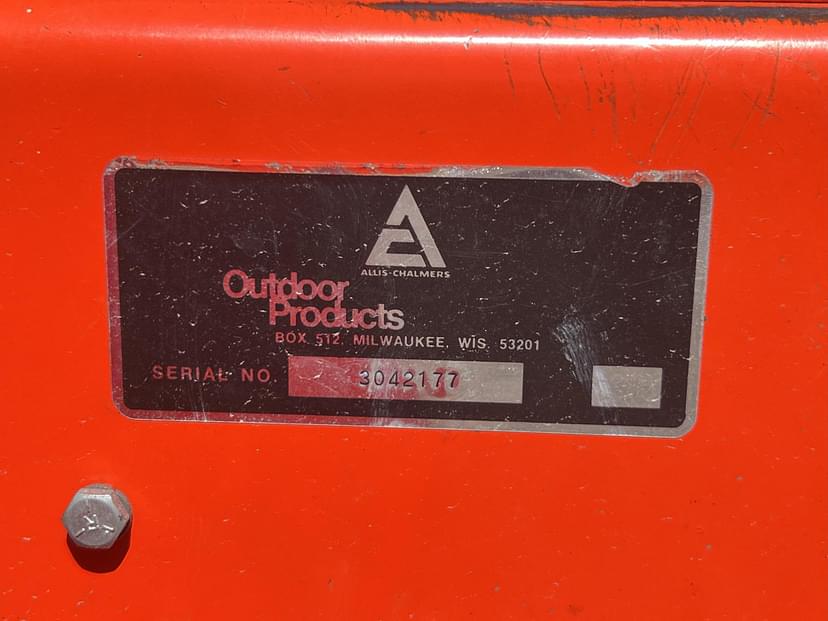 ALLIS-CHALMERS
Outdoor
Products
BOX 512, MILWAUKEE, WIS. 53201
SERIAL NO 3042177